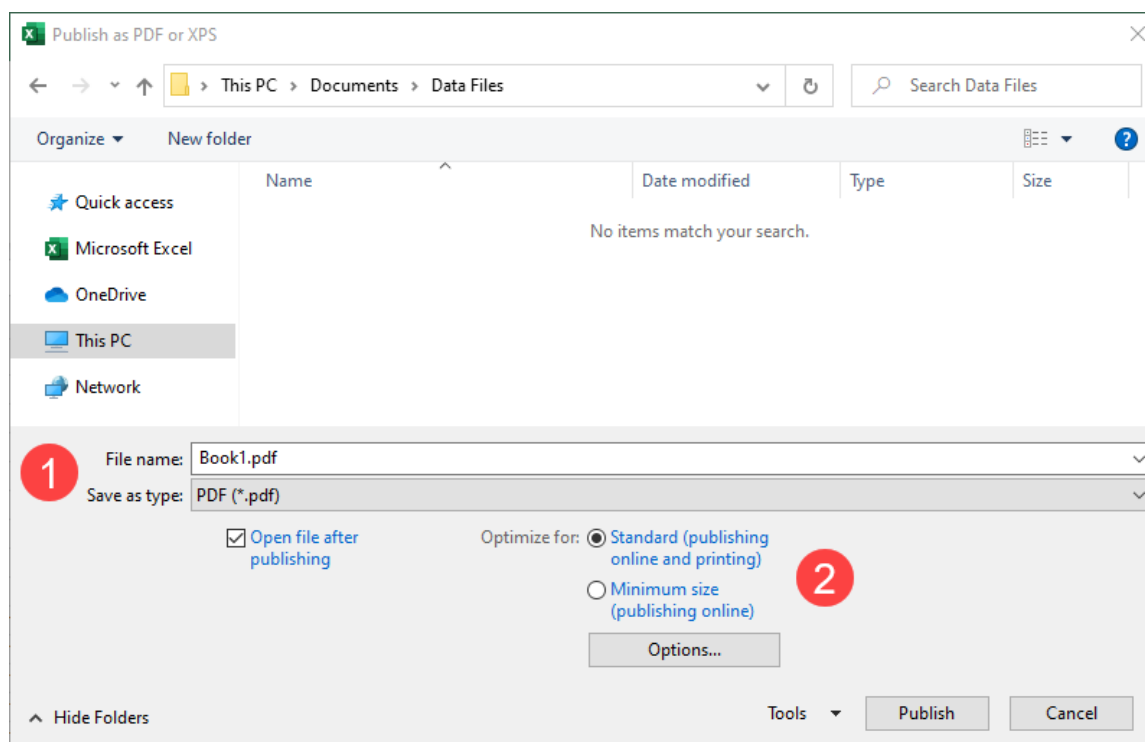 Publish as PDF or XPS
This PC > Documents > Data Files
Search Data Files
Organize
New folder
?
Name
Date modified
Type
Size
No items match your search.
Quick access
Microsoft Excel
OneDrive
This PC
Network
1
File name: Book1.pdf
Save as type: PDF (*.pdf)
Open file after
publishing
Optimize for: Standard (publishing
online and printing)
Minimum size
(publishing online)
2
Options...
Hide Folders
Tools
Publish
Cancel